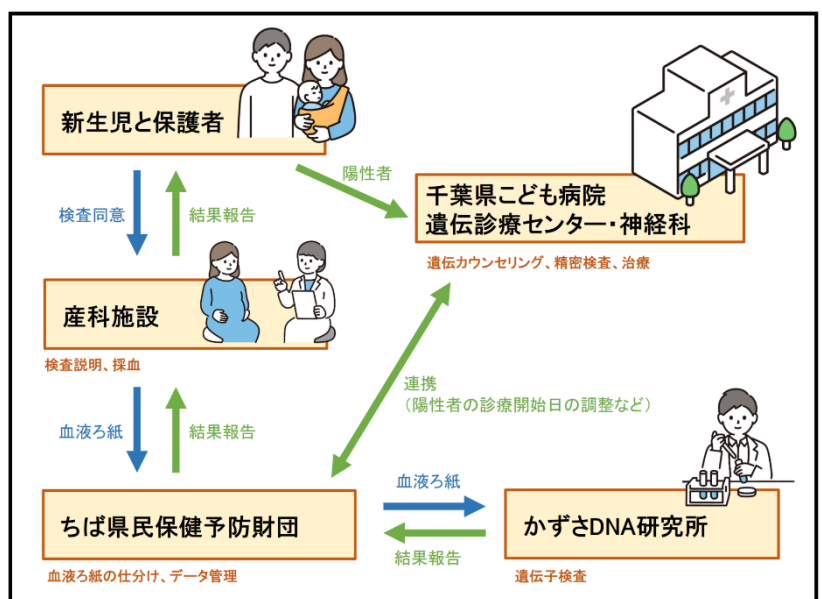 新生児と保護者
陽性者
千葉県こども病院
遺伝診療センター・神経科
遺伝カウンセリング、精密検査、治療
検査同意
結果報告
産科施設
検査説明、採血
連携
（陽性者の診療開始日の調整など）
血液ろ紙
結果報告
ちば県民保健予防財団
血液ろ紙の仕分け、データ管理
血液ろ紙
結果報告
かずさDNA研究所
遺伝子検査